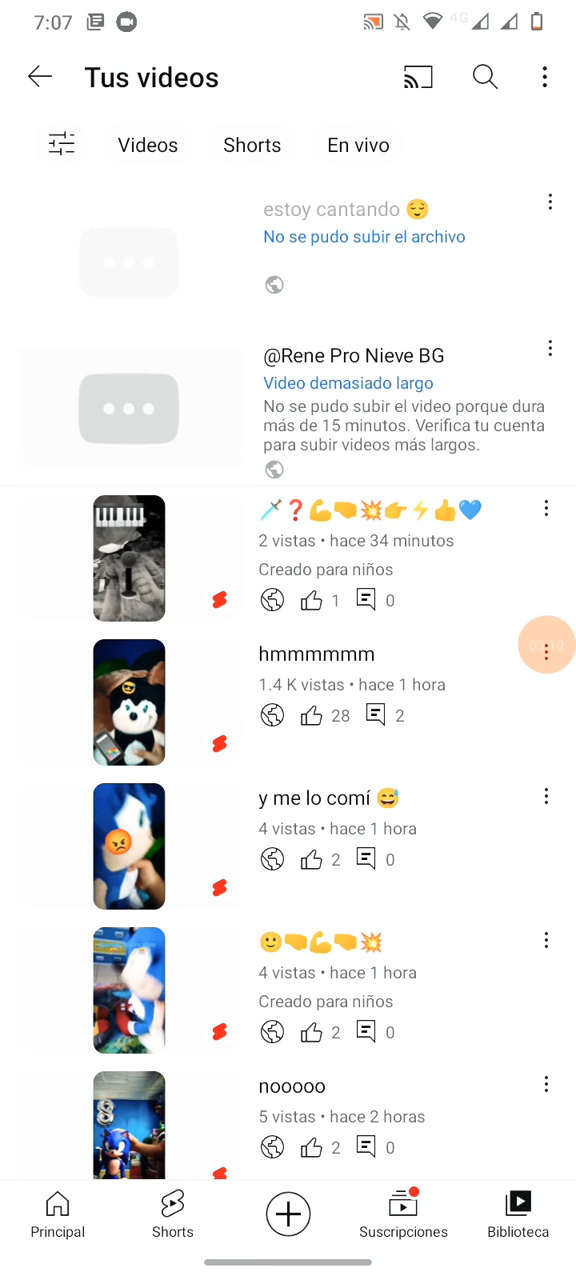 7:07
4G
Tus videos
Videos
Shorts
En vivo
estoy cantando 😌
No se pudo subir el archivo
@Rene Pro Nieve BG
Video demasiado largo
No se pudo subir el video porque dura
más de 15 minutos. Verifica tu cuenta
para subir videos más largos.
🗡️❓💪🤜💥👉⚡👍💙
2 vistas • hace 34 minutos
Creado para niños
1 0
hmmmmmm
1.4 K vistas • hace 1 hora
28 2
y me lo comí 😅
4 vistas • hace 1 hora
2 0
🙂🤜💪🤜💥
4 vistas • hace 1 hora
Creado para niños
2 0
nooooo
5 vistas • hace 2 horas
2 0
Principal
Shorts
Suscripciones
Biblioteca